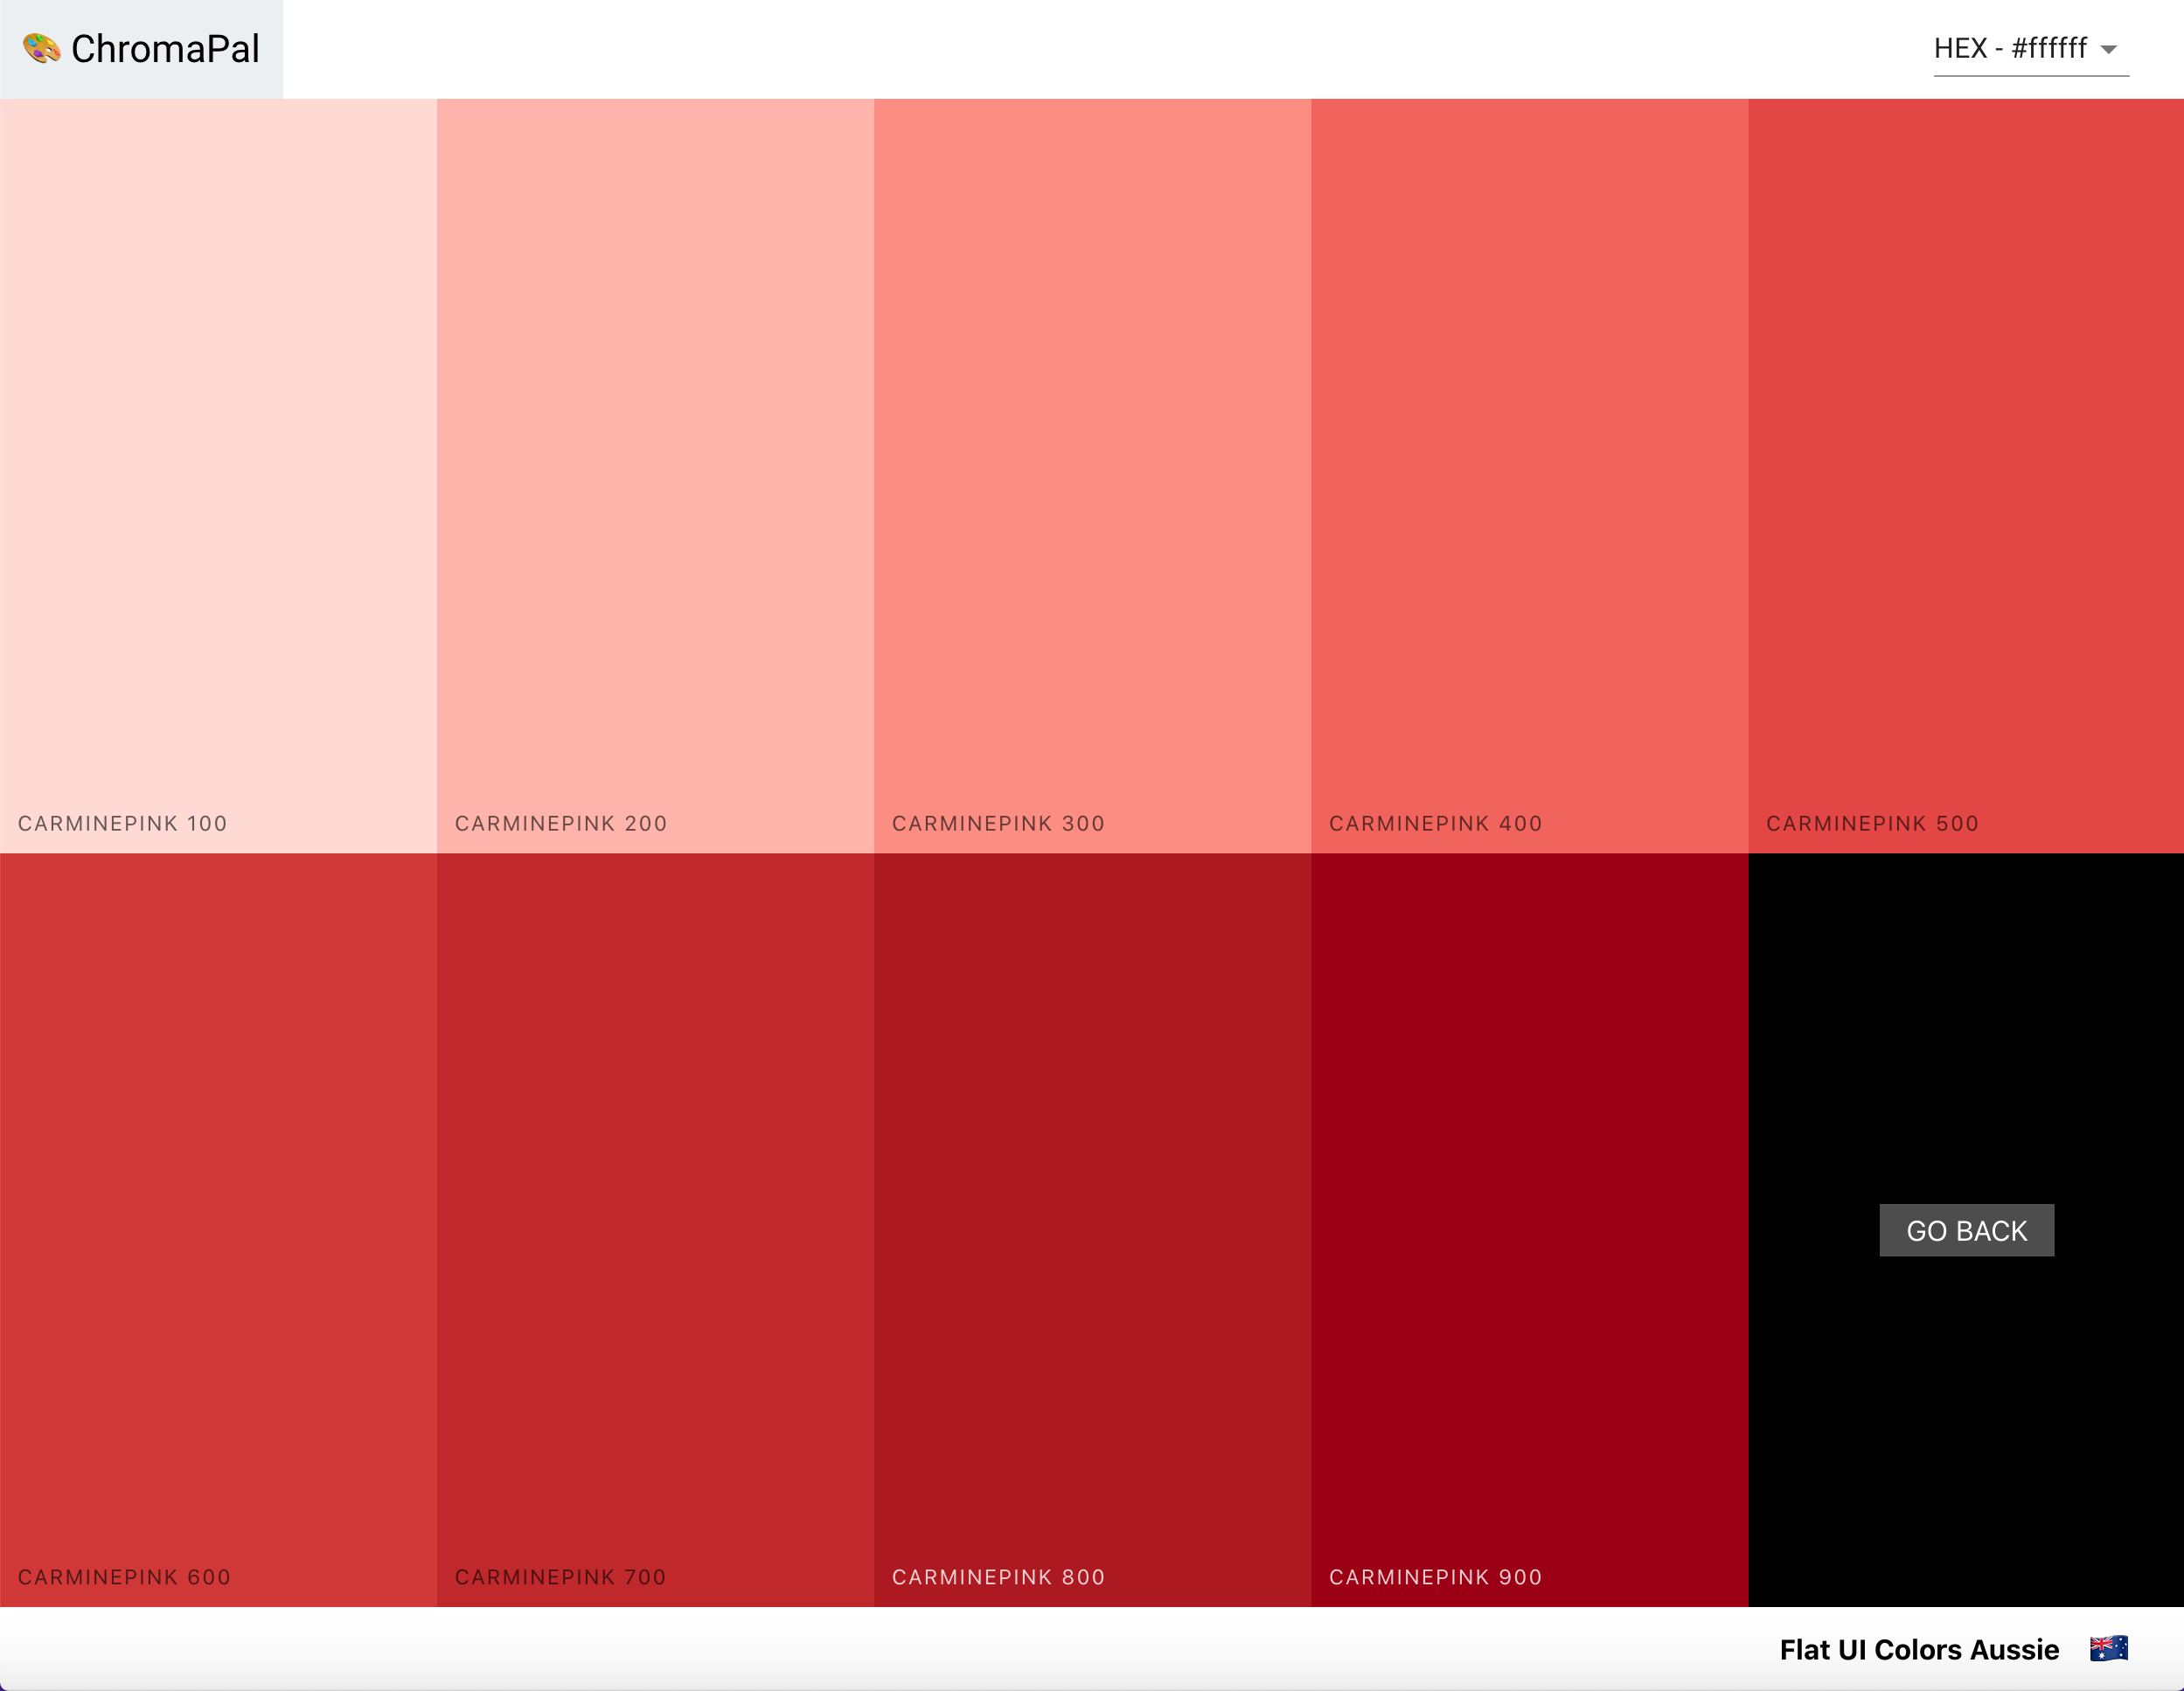 ChromaPal
HEX - #ffffff
CARMINEPINK 100
CARMINEPINK 200
CARMINEPINK 300
CARMINEPINK 400
CARMINEPINK 500
CARMINEPINK 600
CARMINEPINK 700
CARMINEPINK 800
CARMINEPINK 900
GO BACK
Flat UI Colors Aussie